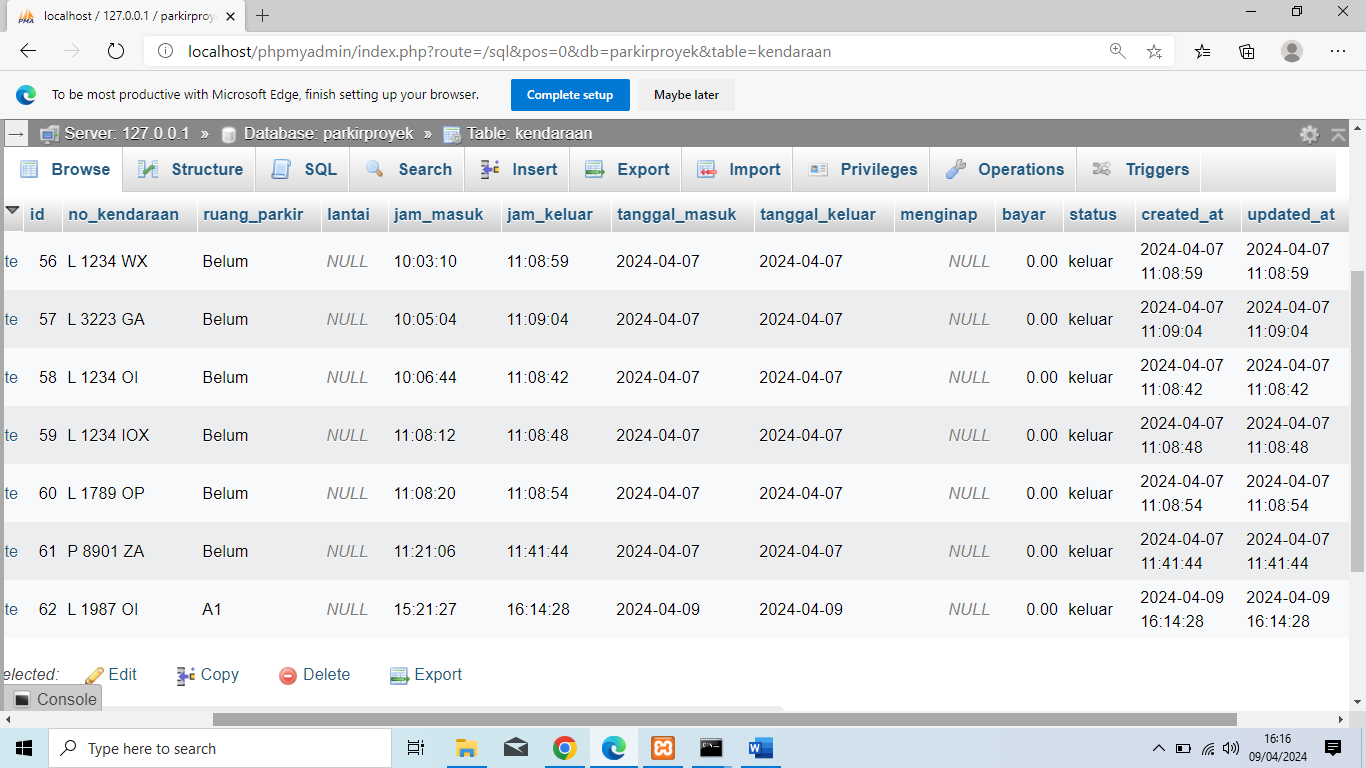 localhost / 127.0.0.1 / parkirproy
localhost/phpmyadmin/index.php?route=/sql&pos=0&db=parkirproyek&table=kendaraan
To be most productive with Microsoft Edge, finish setting up your browser. Complete setup Maybe later
Server: 127.0.0.1 » Database: parkirproyek » Table: kendaraan
Browse Structure SQL Search Insert Export Import Privileges Operations Triggers
id no_kendaraan ruang_parkir lantai jam_masuk jam_keluar tanggal_masuk tanggal_keluar menginap bayar status created_at updated_at
te 56 L 1234 WX Belum NULL 10:03:10 11:08:59 2024-04-07 2024-04-07 NULL 0.00 keluar 2024-04-07 11:08:59 2024-04-07 11:08:59
te 57 L 3223 GA Belum NULL 10:05:04 11:09:04 2024-04-07 2024-04-07 NULL 0.00 keluar 2024-04-07 11:09:04 2024-04-07 11:09:04
te 58 L 1234 OI Belum NULL 10:06:44 11:08:42 2024-04-07 2024-04-07 NULL 0.00 keluar 2024-04-07 11:08:42 2024-04-07 11:08:42
te 59 L 1234 IOX Belum NULL 11:08:12 11:08:48 2024-04-07 2024-04-07 NULL 0.00 keluar 2024-04-07 11:08:48 2024-04-07 11:08:48
te 60 L 1789 OP Belum NULL 11:08:20 11:08:54 2024-04-07 2024-04-07 NULL 0.00 keluar 2024-04-07 11:08:54 2024-04-07 11:08:54
te 61 P 8901 ZA Belum NULL 11:21:06 11:41:44 2024-04-07 2024-04-07 NULL 0.00 keluar 2024-04-07 11:41:44 2024-04-07 11:41:44
te 62 L 1987 OI A1 NULL 15:21:27 16:14:28 2024-04-09 2024-04-09 NULL 0.00 keluar 2024-04-09 16:14:28 2024-04-09 16:14:28
elected: Edit Copy Delete Export
Console
Type here to search
16:16
09/04/2024